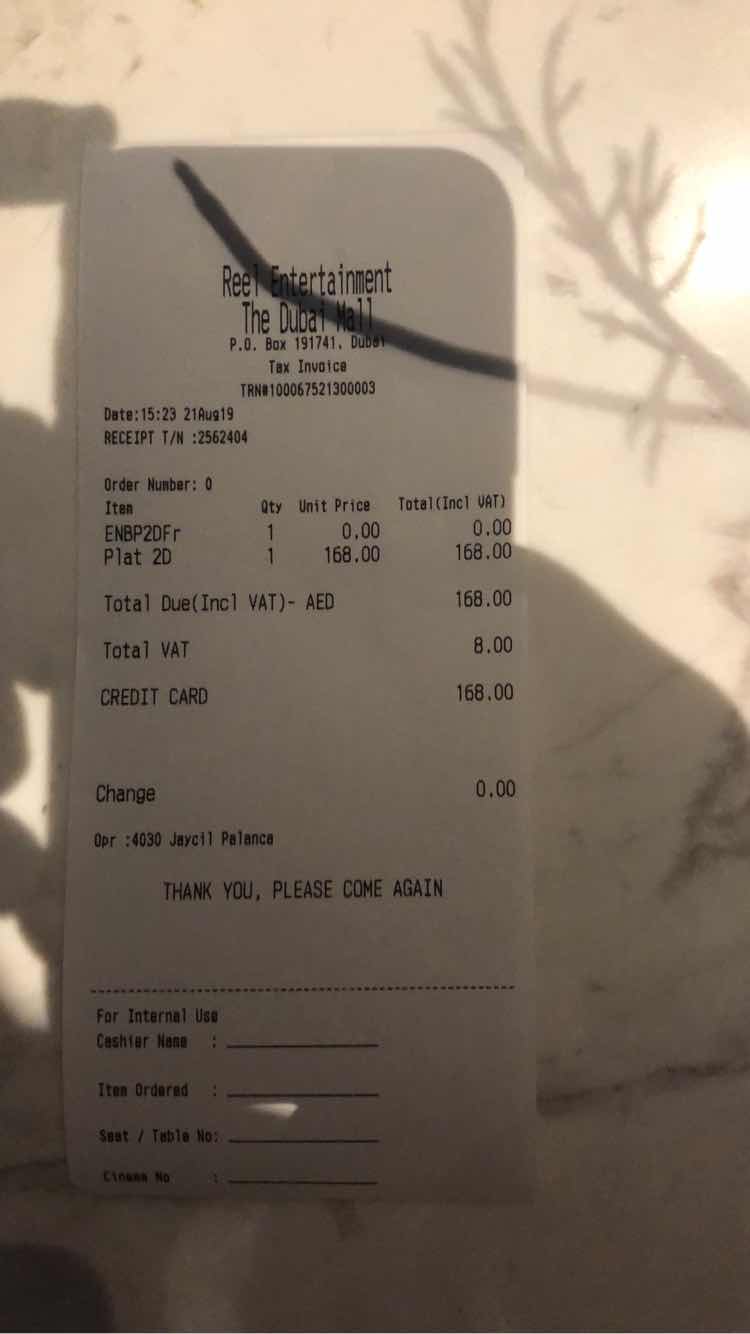 Reel Entertainment
The Dubai Mall
P.O. Box 191741, Dubai
Tax Invoice
TRN#100067521300003
Date:15:23 21Aug19
RECEIPT T/N :2562404
Order Number: 0
Item Qty Unit Price Total(Incl VAT)
ENBP2DFr 1 0.00 0.00
Plat 2D 1 168.00 168.00
Total Due(Incl VAT)- AED 168.00
Total VAT 8.00
CREDIT CARD 168.00
Change 0.00
Opr :4030 Jaycil Palanca
THANK YOU, PLEASE COME AGAIN
For Internal Use
Cashier Name :
Item Ordered :
Seat / Table No:
Cinema No :